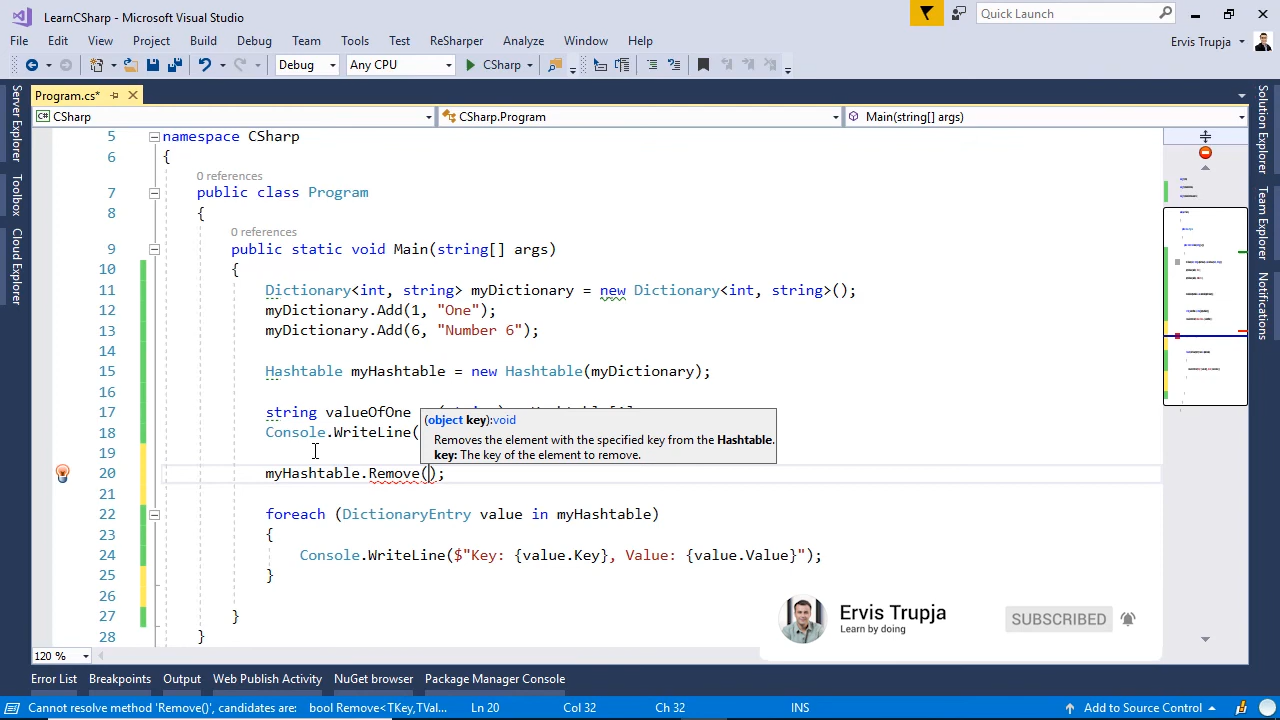 LearnCSharp - Microsoft Visual Studio
Quick Launch
File Edit View Project Build Debug Team Tools Test ReSharper Analyze Window Help
Ervis Trupja
Debug Any CPU CSharp
Program.cs*
CSharp CSharp.Program Main(string[] args)
Server Explorer
Toolbox
Cloud Explorer
Solution Explorer
Team Explorer
Notifications
5 namespace CSharp
6 {
0 references
7 public class Program
8 {
0 references
9 public static void Main(string[] args)
10 {
11 Dictionary<int, string> myDictionary = new Dictionary<int, string>();
12 myDictionary.Add(1, "One");
13 myDictionary.Add(6, "Number 6");
14
15 Hashtable myHashtable = new Hashtable(myDictionary);
16
17 string valueOfOne
18 Console.WriteLine(
(object key):void
Removes the element with the specified key from the Hashtable.
key: The key of the element to remove.
19
20 myHashtable.Remove();
21
22 foreach (DictionaryEntry value in myHashtable)
23 {
24 Console.WriteLine($"Key: {value.Key}, Value: {value.Value}");
25 }
26
27 }
28 }
Ervis Trupja
Learn by doing
SUBSCRIBED
120 %
Error List Breakpoints Output Web Publish Activity NuGet browser Package Manager Console
Cannot resolve method 'Remove()', candidates are: bool Remove<TKey,TVal... Ln 20 Col 32 Ch 32 INS Add to Source Control